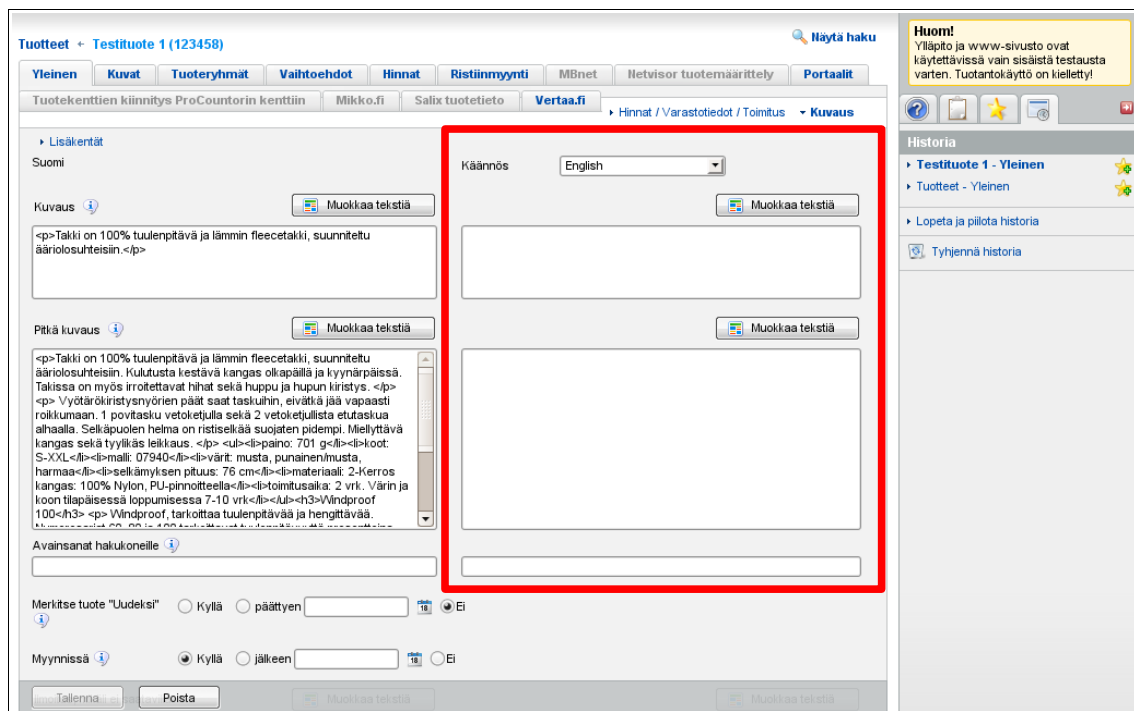 Tuotteet ← Testituote 1 (123458)
Näytä haku
Yleinen Kuvat Tuoteryhmät Vaihtoehdot Hinnat Ristiinmyynti MBnet Netvisor tuotemäärittely Portaalit
Tuotekenttien kiinnitys ProCountorin kenttiin Mikko.fi Salix tuotetieto Vertaa.fi
Hinnat / Varastotiedot / Toimitus Kuvaus
Lisäkentät
Suomi
Käännös English
Kuvaus Muokkaa tekstiä
Muokkaa tekstiä
<p>Takki on 100% tuulenpitävä ja lämmin fleecetakki, suunniteltu
ääriolosuhteisiin.</p>
Pitkä kuvaus Muokkaa tekstiä
Muokkaa tekstiä
<p>Takki on 100% tuulenpitävä ja lämmin fleecetakki, suunniteltu
ääriolosuhteisiin. Kulutusta kestävä kangas olkapäillä ja kyynärpäissä.
Takissa on myös irroitettavat hihat sekä huppu ja hupun kiristys. </p>
<p> Vyötärökiristysnyörien päät saat taskuihin, eivätkä jää vapaasti
roikkumaan. 1 povitasku vetoketjulla sekä 2 vetoketjullista etutaskua
alhaalla. Selkäpuolen helma on ristiselkää suojaten pidempi. Miellyttävä
kangas sekä tyylikäs leikkaus. </p> <ul><li>paino: 701 g</li><li>koot:
S-XXL</li><li>malli: 07940</li><li>värit: musta, punainen/musta,
harmaa</li><li>selkämyksen pituus: 76 cm</li><li>materiaali: 2-Kerros
kangas: 100% Nylon, PU-pinnoitteella</li><li>toimitusaika: 2 vrk. Värin ja
koon tilapäisessä loppumisessa 7-10 vrk</li></ul><h3>Windproof
100</h3> <p> Windproof, tarkoittaa tuulenpitävää ja hengittävää.
Avainsanat hakukoneille
Merkitse tuote "Uudeksi" Kyllä päättyen 18 Ei
Myynnissä Kyllä jälkeen 18 Ei
Tallenna Poista Muokkaa tekstiä Muokkaa tekstiä
Huom!
Ylläpito ja www-sivusto ovat
käytettävissä vain sisäistä testausta
varten. Tuotantokäyttö on kielletty!
Historia
Testituote 1 - Yleinen
Tuotteet - Yleinen
Lopeta ja piilota historia
Tyhjennä historia